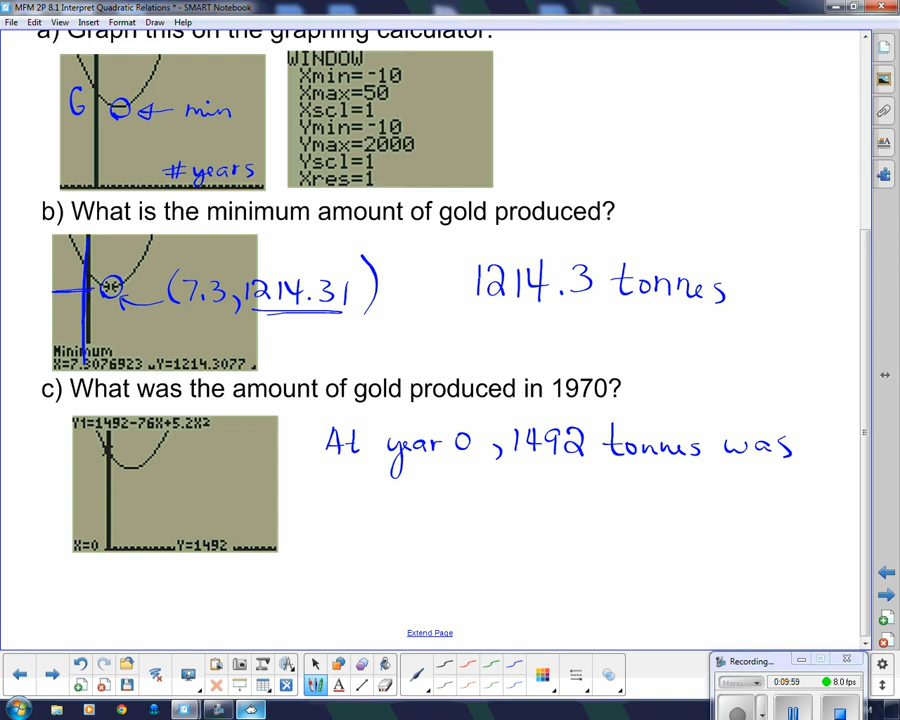 MFM 2P 8.1 Interpret Quadratic Relations * - SMART Notebook
File Edit View Insert Format Draw Help
a) Graph this on the graphing calculator.
G
min
# years
WINDOW
Xmin=-10
Xmax=50
Xscl=1
Ymin=-10
Ymax=2000
Yscl=1
Xres=1
b) What is the minimum amount of gold produced?
(7.3, 1214.31)
1214.3 tonnes
Minimum
X=7.3076923 Y=1214.3077
c) What was the amount of gold produced in 1970?
Y1=1492-76X+5.2X²
At year 0, 1492 tonnes was
X=0 Y=1492
Extend Page
Recording...
Menu
0:09:59
8.0 fps